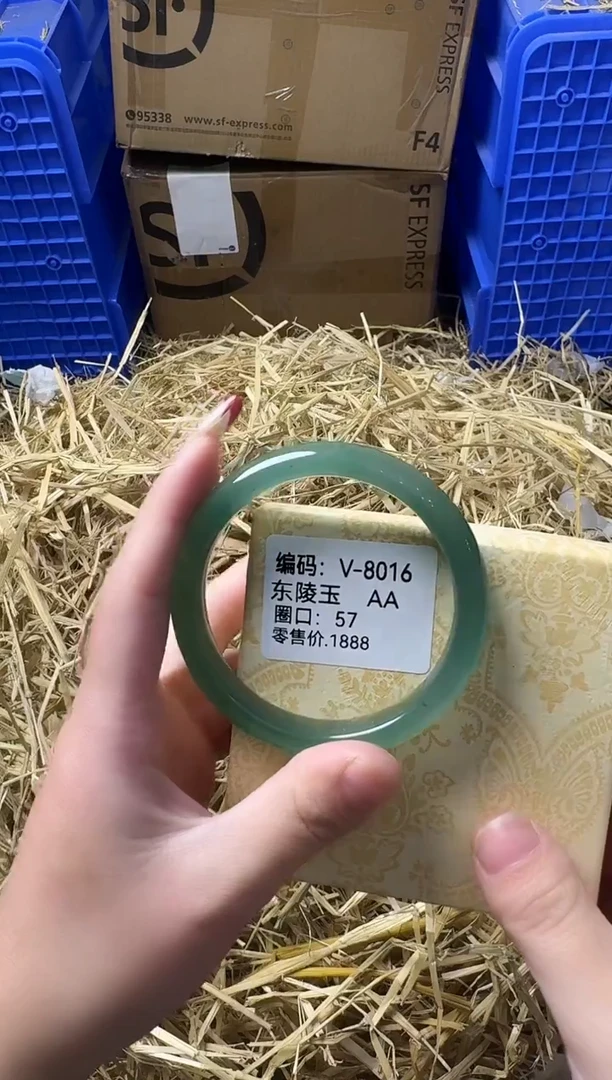 SF
SF EXPRESS
95338 www.sf-express.com
F4
SF EXPRESS
编码: V-8016
东陵玉 AA
圈口: 57
零售价.1888